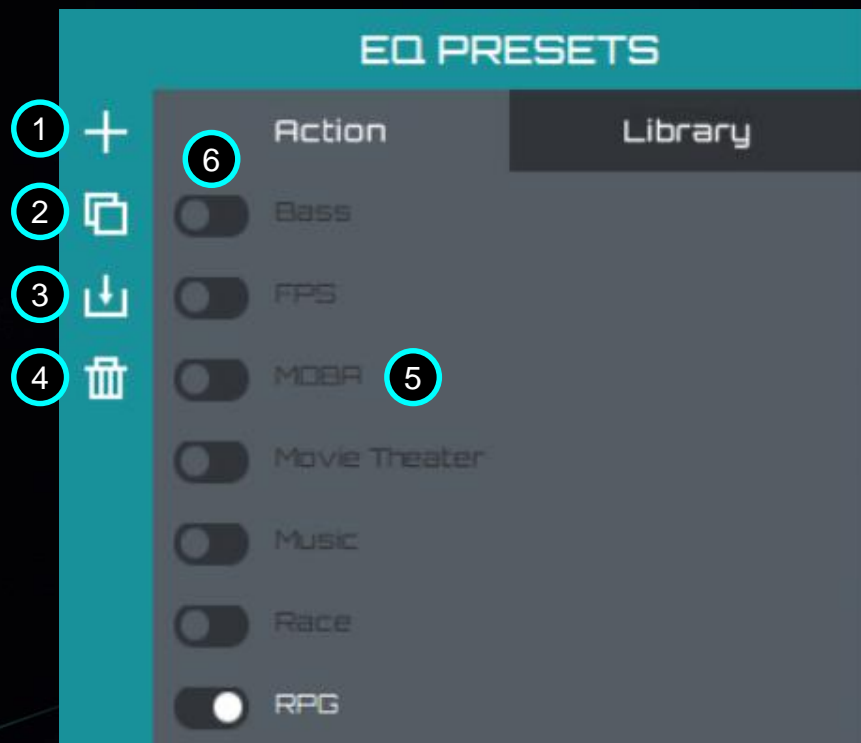 EQ PRESETS
1
Action
Library
6
2
Bass
3
FPS
4
MOBA
5
Movie Theater
Music
Race
RPG